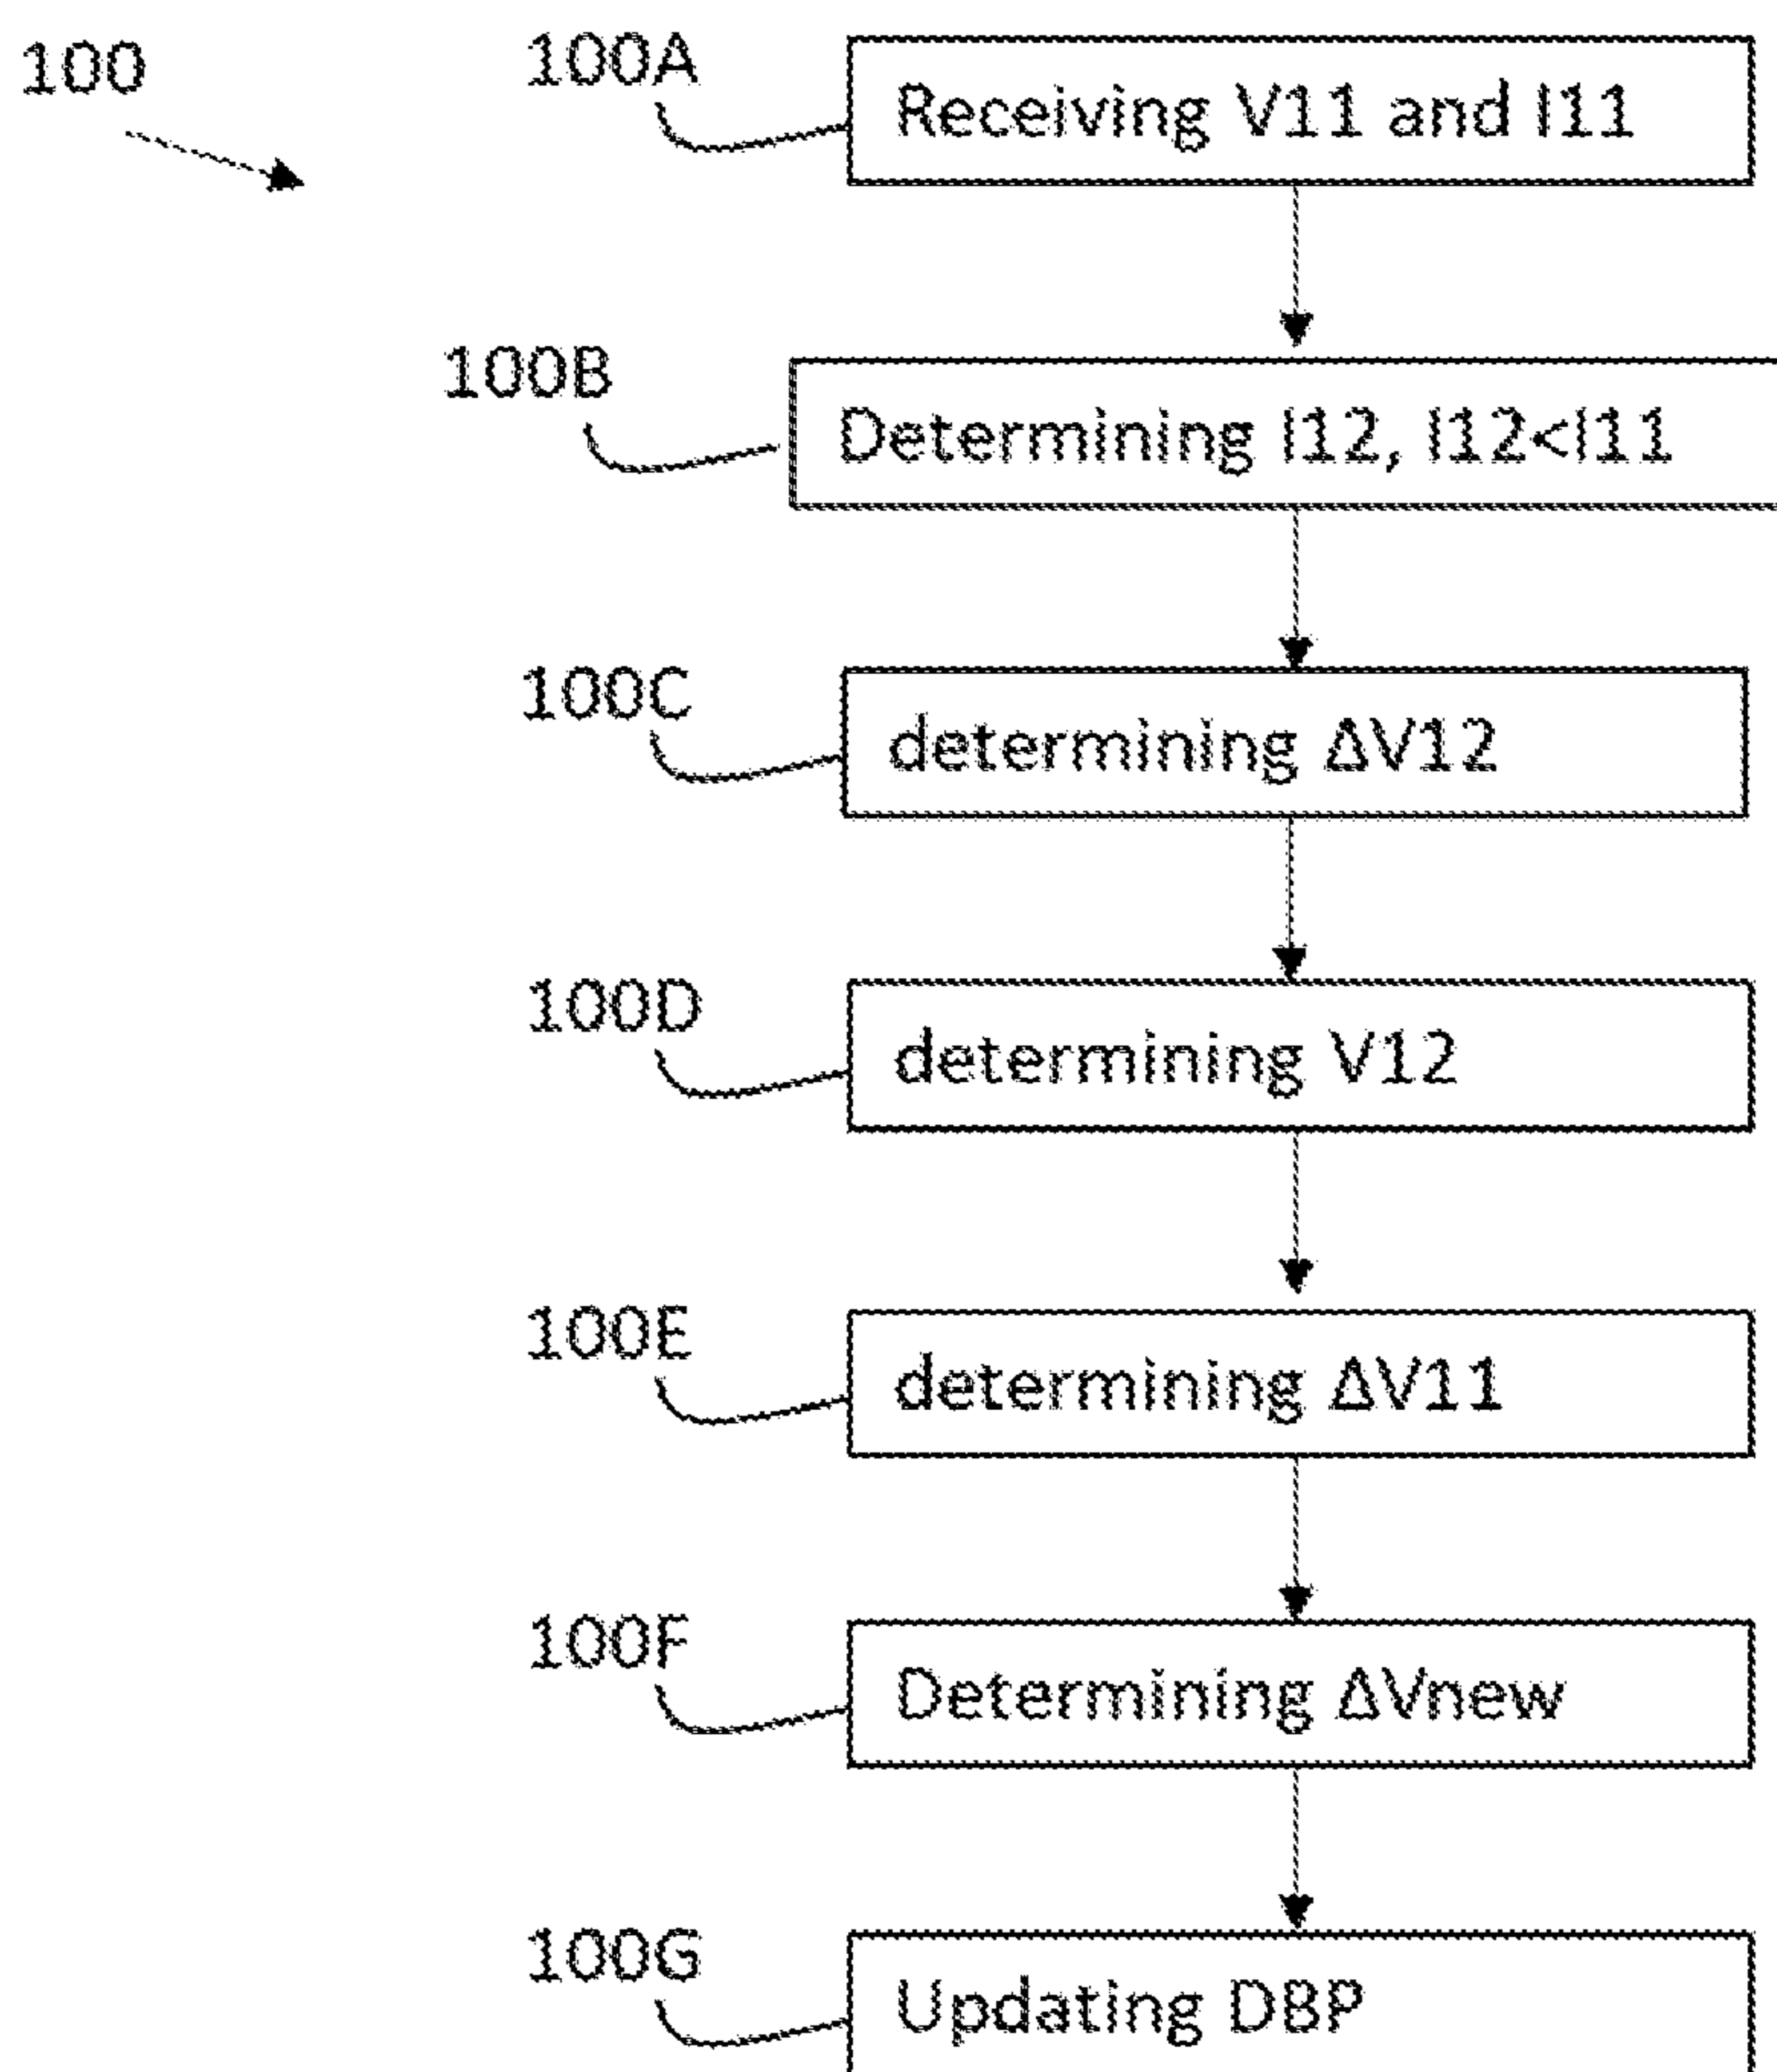 100
100A
Receiving V11 and I11
100B
Determining I12, I12<I11
100C
determining ΔV12
100D
determining V12
100E
determining ΔV11
100F
Determining ΔVnew
100G
Updating DBP